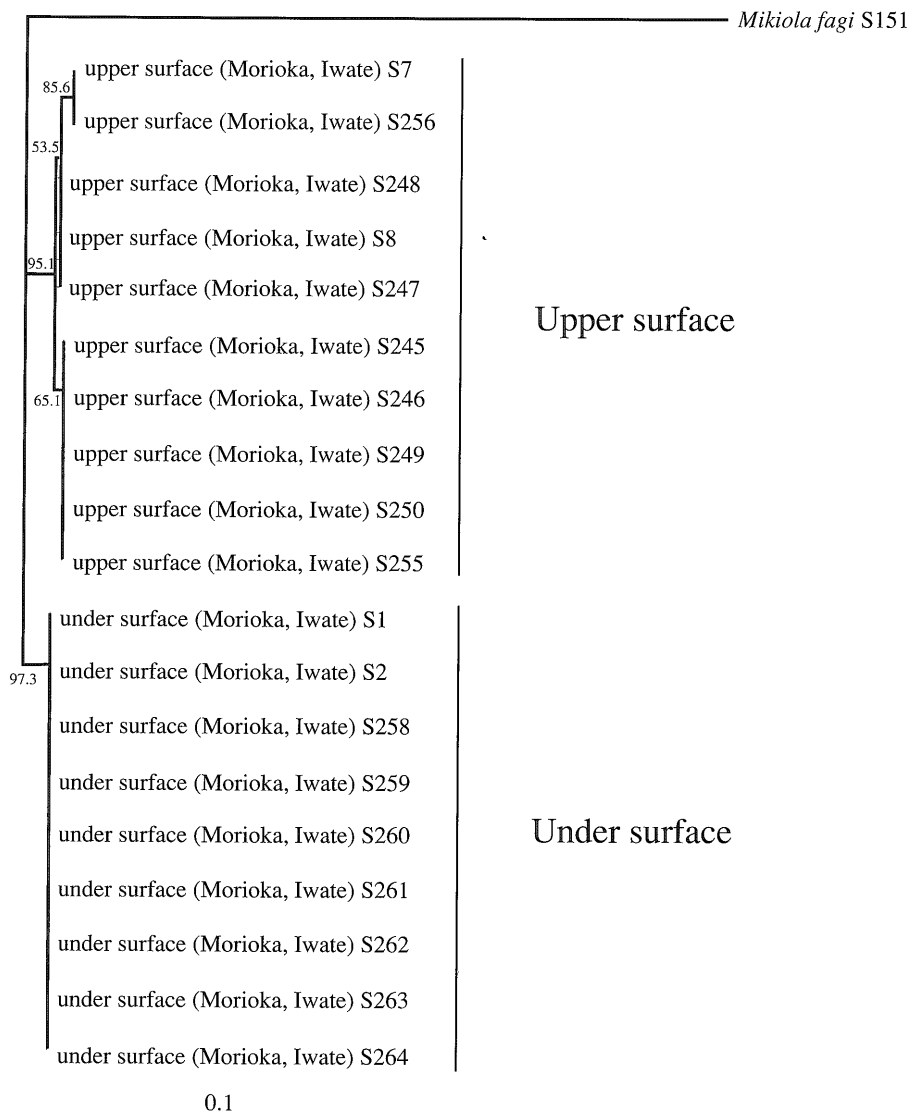 Mikiola fagi S151
upper surface (Morioka, Iwate) S7
85.6
upper surface (Morioka, Iwate) S256
53.5
upper surface (Morioka, Iwate) S248
upper surface (Morioka, Iwate) S8
95.1
upper surface (Morioka, Iwate) S247
Upper surface
upper surface (Morioka, Iwate) S245
65.1
upper surface (Morioka, Iwate) S246
upper surface (Morioka, Iwate) S249
upper surface (Morioka, Iwate) S250
upper surface (Morioka, Iwate) S255
under surface (Morioka, Iwate) S1
97.3
under surface (Morioka, Iwate) S2
under surface (Morioka, Iwate) S258
under surface (Morioka, Iwate) S259
under surface (Morioka, Iwate) S260
Under surface
under surface (Morioka, Iwate) S261
under surface (Morioka, Iwate) S262
under surface (Morioka, Iwate) S263
under surface (Morioka, Iwate) S264
0.1